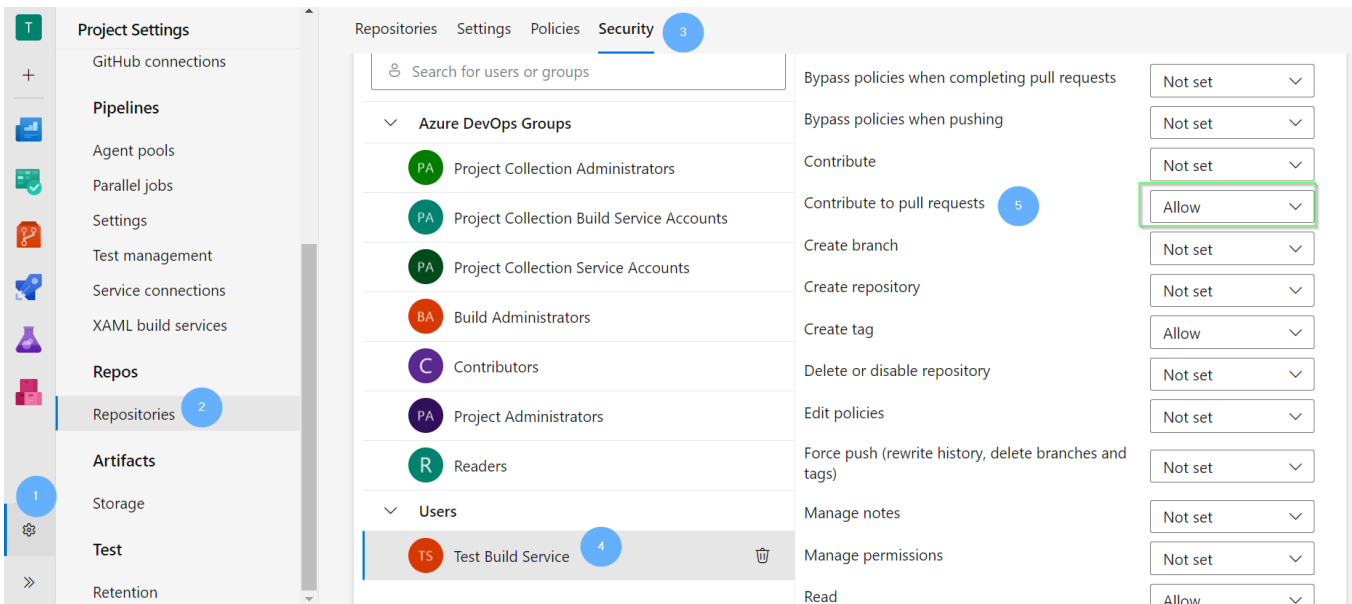 T
Project Settings
GitHub connections
Pipelines
Agent pools
Parallel jobs
Settings
Test management
Service connections
XAML build services
Repos
Repositories
2
Artifacts
Storage
1
Test
Retention
Repositories Settings Policies Security 3
Search for users or groups
Azure DevOps Groups
PA Project Collection Administrators
PA Project Collection Build Service Accounts
PA Project Collection Service Accounts
BA Build Administrators
C Contributors
PA Project Administrators
R Readers
Users
TS Test Build Service 4
Bypass policies when completing pull requests Not set
Bypass policies when pushing Not set
Contribute Not set
Contribute to pull requests 5 Allow
Create branch Not set
Create repository Not set
Create tag Allow
Delete or disable repository Not set
Edit policies Not set
Force push (rewrite history, delete branches and
tags) Not set
Manage notes Not set
Manage permissions Not set
Read Allow